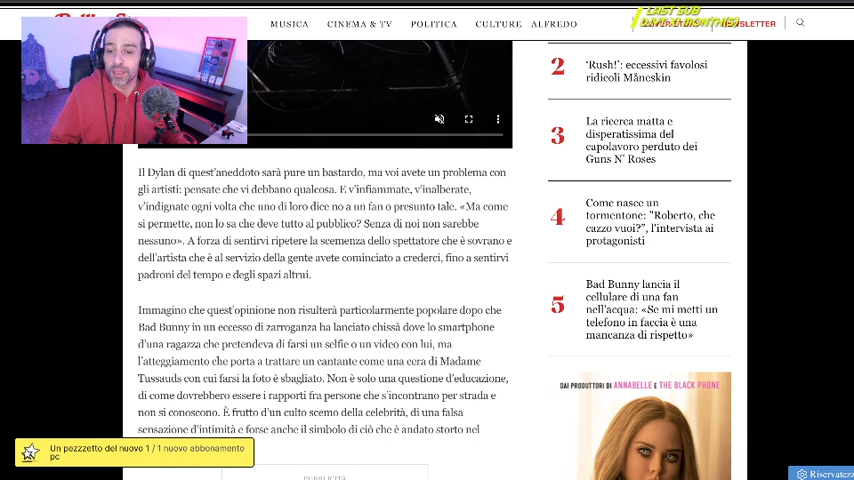 MUSICA CINEMA & TV POLITICA CULTURE ALFREDO
LAST SUB
NEWSLETTER
2 'Rush!': eccessivi favolosi
ridicoli Måneskin
3 La ricerca matta e
disperatissima del
capolavoro perduto dei
Guns N' Roses
4 Come nasce un
tormentone: "Roberto, che
cazzo vuoi?", l'intervista ai
protagonisti
5 Bad Bunny lancia il
cellulare di una fan
nell'acqua: «Se mi metti un
telefono in faccia è una
mancanza di rispetto»
Il Dylan di quest'aneddoto sarà pure un bastardo, ma voi avete un problema con
gli artisti: pensate che vi debbano qualcosa. E v'infiammate, v'inalberate,
v'indignate ogni volta che uno di loro dice no a un fan o presunto tale. «Ma come
si permette, non lo sa che deve tutto al pubblico? Senza di noi non sarebbe
nessuno». A forza di sentirvi ripetere la scemenza dello spettatore che è sovrano e
dell'artista che è al servizio della gente avete cominciato a crederci, fino a sentirvi
padroni del tempo e degli spazi altrui.
Immagino che quest'opinione non risulterà particolarmente popolare dopo che
Bad Bunny in un eccesso di zarroganza ha lanciato chissà dove lo smartphone
d'una ragazza che pretendeva di farsi un selfie o un video con lui, ma
l'atteggiamento che porta a trattare un cantante come una cera di Madame
Tussauds con cui farsi la foto è sbagliato. Non è solo una questione d'educazione,
di come dovrebbero essere i rapporti fra persone che s'incontrano per strada e
non si conoscono. È frutto d'un culto scemo della celebrità, di una falsa
sensazione d'intimità e forse anche il simbolo di ciò che è andato storto nel
DAI PRODUTTORI DI ANNABELLE E THE BLACK PHONE
Un pezzzetto del nuovo 1 / 1 nuovo abbonamento
pc
PUBBLICITÀ
Riservatezz